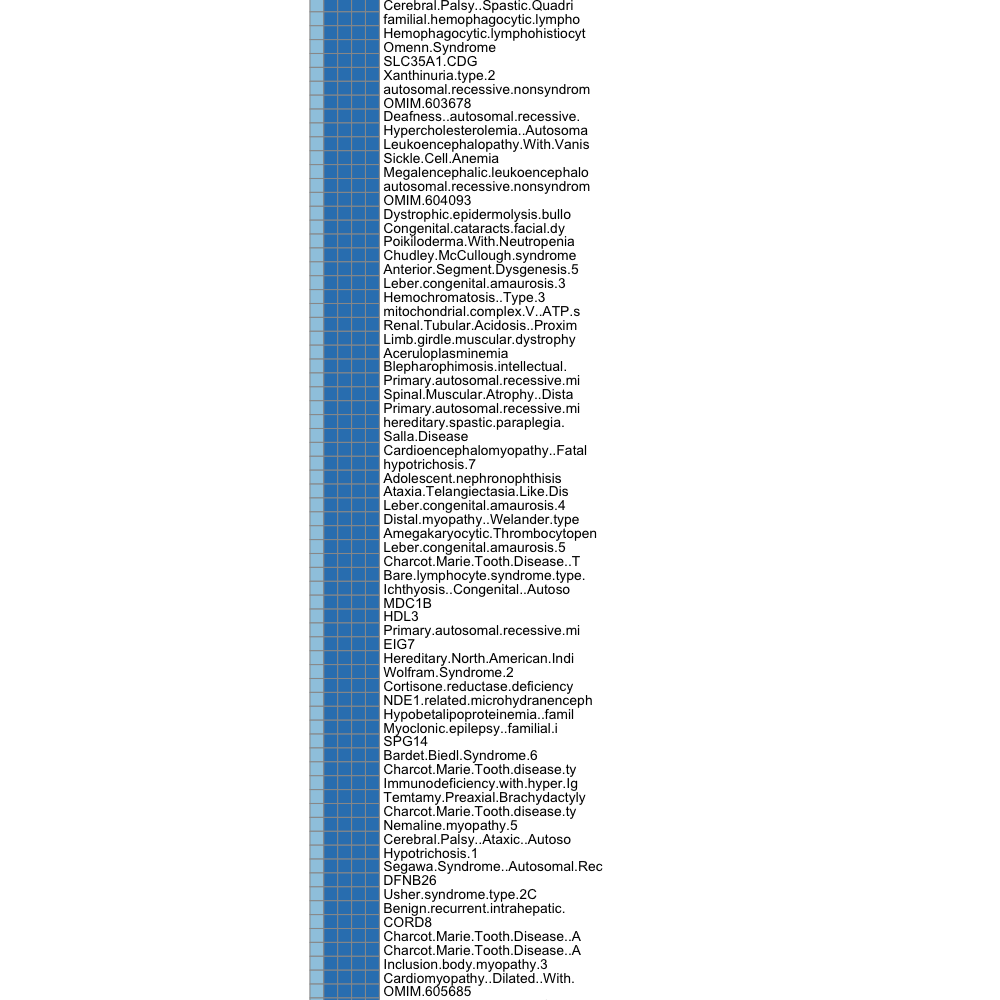 Cerebral.Palsy..Spastic.Quadri
familial.hemophagocytic.lympho
Hemophagocytic.lymphohistiocyt
Omenn.Syndrome
SLC35A1.CDG
Xanthinuria.type.2
autosomal.recessive.nonsyndrom
OMIM.603678
Deafness..autosomal.recessive.
Hypercholesterolemia..Autosoma
Leukoencephalopathy.With.Vanis
Sickle.Cell.Anemia
Megalencephalic.leukoencephalo
autosomal.recessive.nonsyndrom
OMIM.604093
Dystrophic.epidermolysis.bullo
Congenital.cataracts.facial.dy
Poikiloderma.With.Neutropenia
Chudley.McCullough.syndrome
Anterior.Segment.Dysgenesis.5
Leber.congenital.amaurosis.3
Hemochromatosis..Type.3
mitochondrial.complex.V..ATP.s
Renal.Tubular.Acidosis..Proxim
Limb.girdle.muscular.dystrophy
Aceruloplasminemia
Blepharophimosis.intellectual.
Primary.autosomal.recessive.mi
Spinal.Muscular.Atrophy..Dista
Primary.autosomal.recessive.mi
hereditary.spastic.paraplegia.
Salla.Disease
Cardioencephalomyopathy..Fatal
hypotrichosis.7
Adolescent.nephronophthisis
Ataxia.Telangiectasia.Like.Dis
Leber.congenital.amaurosis.4
Distal.myopathy..Welander.type
Amegakaryocytic.Thrombocytopen
Leber.congenital.amaurosis.5
Charcot.Marie.Tooth.Disease..T
Bare.lymphocyte.syndrome.type.
Ichthyosis..Congenital..Autoso
MDC1B
HDL3
Primary.autosomal.recessive.mi
EIG7
Hereditary.North.American.Indi
Wolfram.Syndrome.2
Cortisone.reductase.deficiency
NDE1.related.microhydranenceph
Hypobetalipoproteinemia..famil
Myoclonic.epilepsy..familial.i
SPG14
Bardet.Biedl.Syndrome.6
Charcot.Marie.Tooth.disease.ty
Immunodeficiency.with.hyper.Ig
Temtamy.Preaxial.Brachydactyly
Charcot.Marie.Tooth.disease.ty
Nemaline.myopathy.5
Cerebral.Palsy..Ataxic..Autoso
Hypotrichosis.1
Segawa.Syndrome..Autosomal.Rec
DFNB26
Usher.syndrome.type.2C
Benign.recurrent.intrahepatic.
CORD8
Charcot.Marie.Tooth.Disease..A
Charcot.Marie.Tooth.Disease..A
Inclusion.body.myopathy.3
Cardiomyopathy..Dilated..With.
OMIM.605685